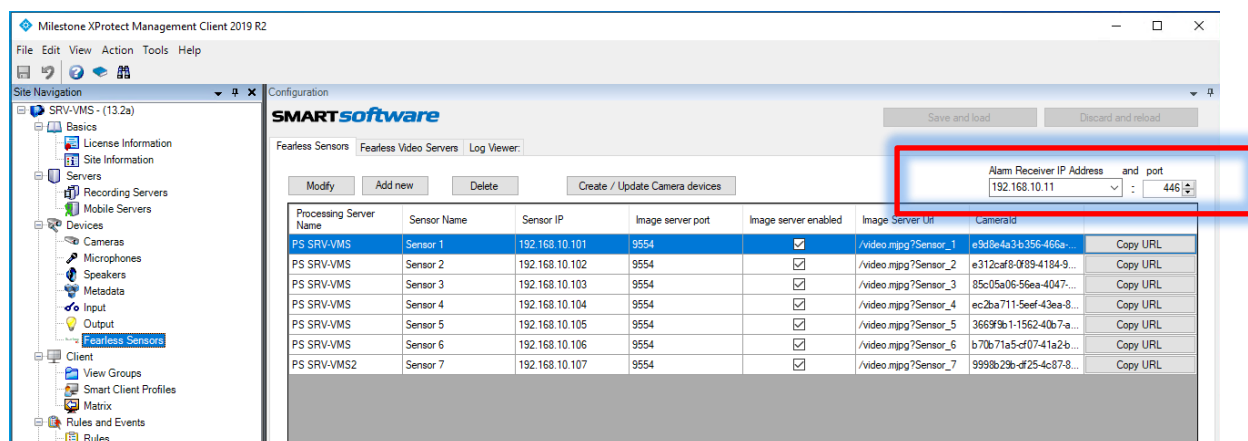 Milestone XProtect Management Client 2019 R2
File Edit View Action Tools Help
Site Navigation
SRV-VMS - (13.2a)
Basics
License Information
Site Information
Servers
Recording Servers
Mobile Servers
Devices
Cameras
Microphones
Speakers
Metadata
Input
Output
Fearless Sensors
Client
View Groups
Smart Client Profiles
Matrix
Rules and Events
Rules
Configuration
SMARTsoftware
Save and load Discard and reload
Fearless Sensors Fearless Video Servers Log Viewer:
Alarm Receiver IP Address and port
Modify Add new Delete Create / Update Camera devices 192.168.10.11 : 446
Processing Server Name Sensor Name Sensor IP Image server port Image server enabled Image Server Url CameraId
PS SRV-VMS Sensor 1 192.168.10.101 9554 /video.mjpg?Sensor_1 e9d8e4a3-b356-466a-... Copy URL
PS SRV-VMS Sensor 2 192.168.10.102 9554 /video.mjpg?Sensor_2 e312caf8-0f89-4184-9... Copy URL
PS SRV-VMS Sensor 3 192.168.10.103 9554 /video.mjpg?Sensor_3 85c05a06-56ea-4047-... Copy URL
PS SRV-VMS Sensor 4 192.168.10.104 9554 /video.mjpg?Sensor_4 ec2ba711-5eef-43ea-8... Copy URL
PS SRV-VMS Sensor 5 192.168.10.105 9554 /video.mjpg?Sensor_5 3669f9b1-1562-40b7-a... Copy URL
PS SRV-VMS Sensor 6 192.168.10.106 9554 /video.mjpg?Sensor_6 b70b71a5-cf07-41a2-b... Copy URL
PS SRV-VMS2 Sensor 7 192.168.10.107 9554 /video.mjpg?Sensor_7 9998b29b-df25-4c87-8... Copy URL